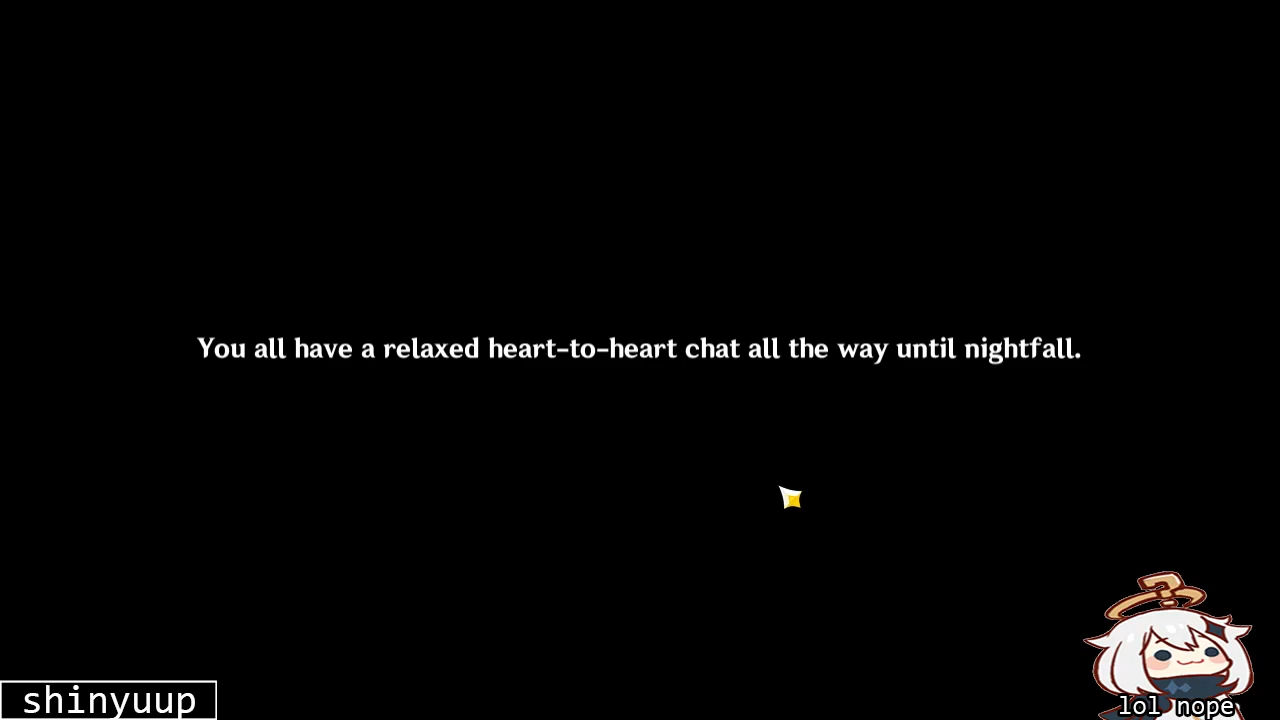 You all have a relaxed heart-to-heart chat all the way until nightfall.
shinyuup
lol nope